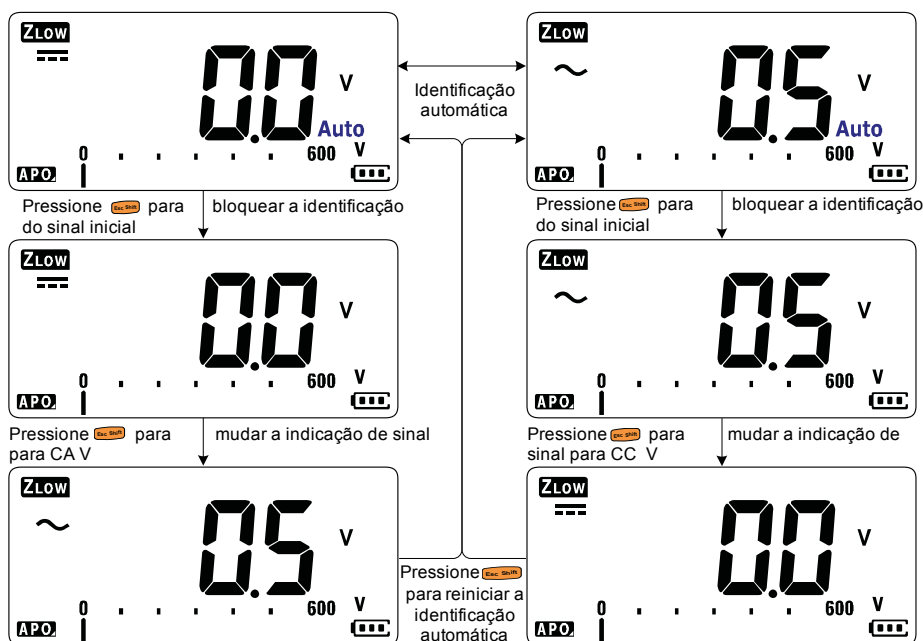 ZLOW
0.0 V
Auto
0 600 V
APO
Identificação
automática
ZLOW
0.5 V
Auto
0 600 V
APO
Pressione Esc Shift para bloquear a identificação
do sinal inicial
Pressione Esc Shift para bloquear a identificação
do sinal inicial
ZLOW
0.0 V
0 600 V
APO
ZLOW
0.5 V
0 600 V
APO
Pressione Esc Shift para mudar a indicação de sinal
para CA V
Pressione Esc Shift para mudar a indicação de
sinal para CC V
ZLOW
0.5 V
0 600 V
APO
Pressione Esc Shift
para reiniciar a
identificação
automática
ZLOW
0.0 V
0 600 V
APO